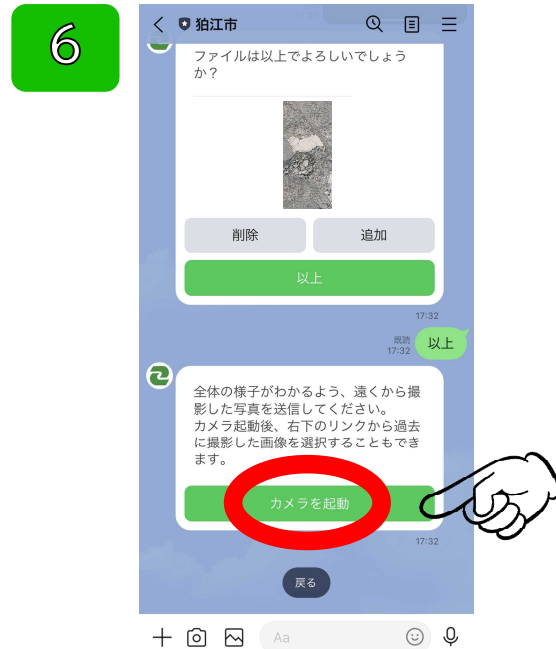 6
狛江市
ファイルは以上でよろしいでしょう
か?
削除
追加
以上
17:32
既読
17:32
以上
全体の様子がわかるよう、遠くから撮
影した写真を送信してください。
カメラ起動後、右下のリンクから過去
に撮影した画像を選択することもでき
ます。
カメラを起動
17:32
戻る
Aa